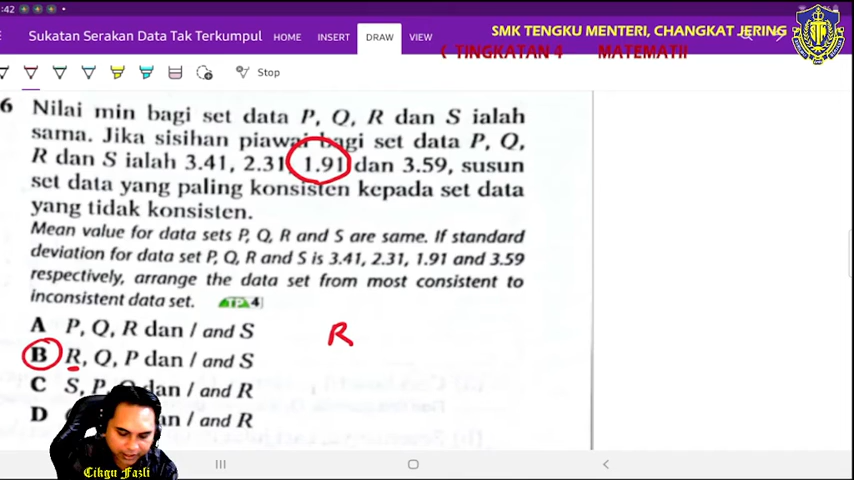 :42
Sukatan Serakan Data Tak Terkumpul HOME INSERT DRAW VIEW
SMK TENGKU MENTERI, CHANGKAT JERING
( TINGKATAN 4 MATEMATII
Stop
6 Nilai min bagi set data P, Q, R dan S ialah
sama. Jika sisihan piawai bagi set data P, Q,
R dan S ialah 3.41, 2.31, 1.91 dan 3.59, susun
set data yang paling konsisten kepada set data
yang tidak konsisten.
Mean value for data sets P, Q, R and S are same. If standard
deviation for data set P, Q, R and S is 3.41, 2.31, 1.91 and 3.59
respectively, arrange the data set from most consistent to
inconsistent data set. TP 4
A P, Q, R dan / and S
R
B R, Q, P dan / and S
C S, P, Q dan / and R
D dan / and R
Cikgu Fazli